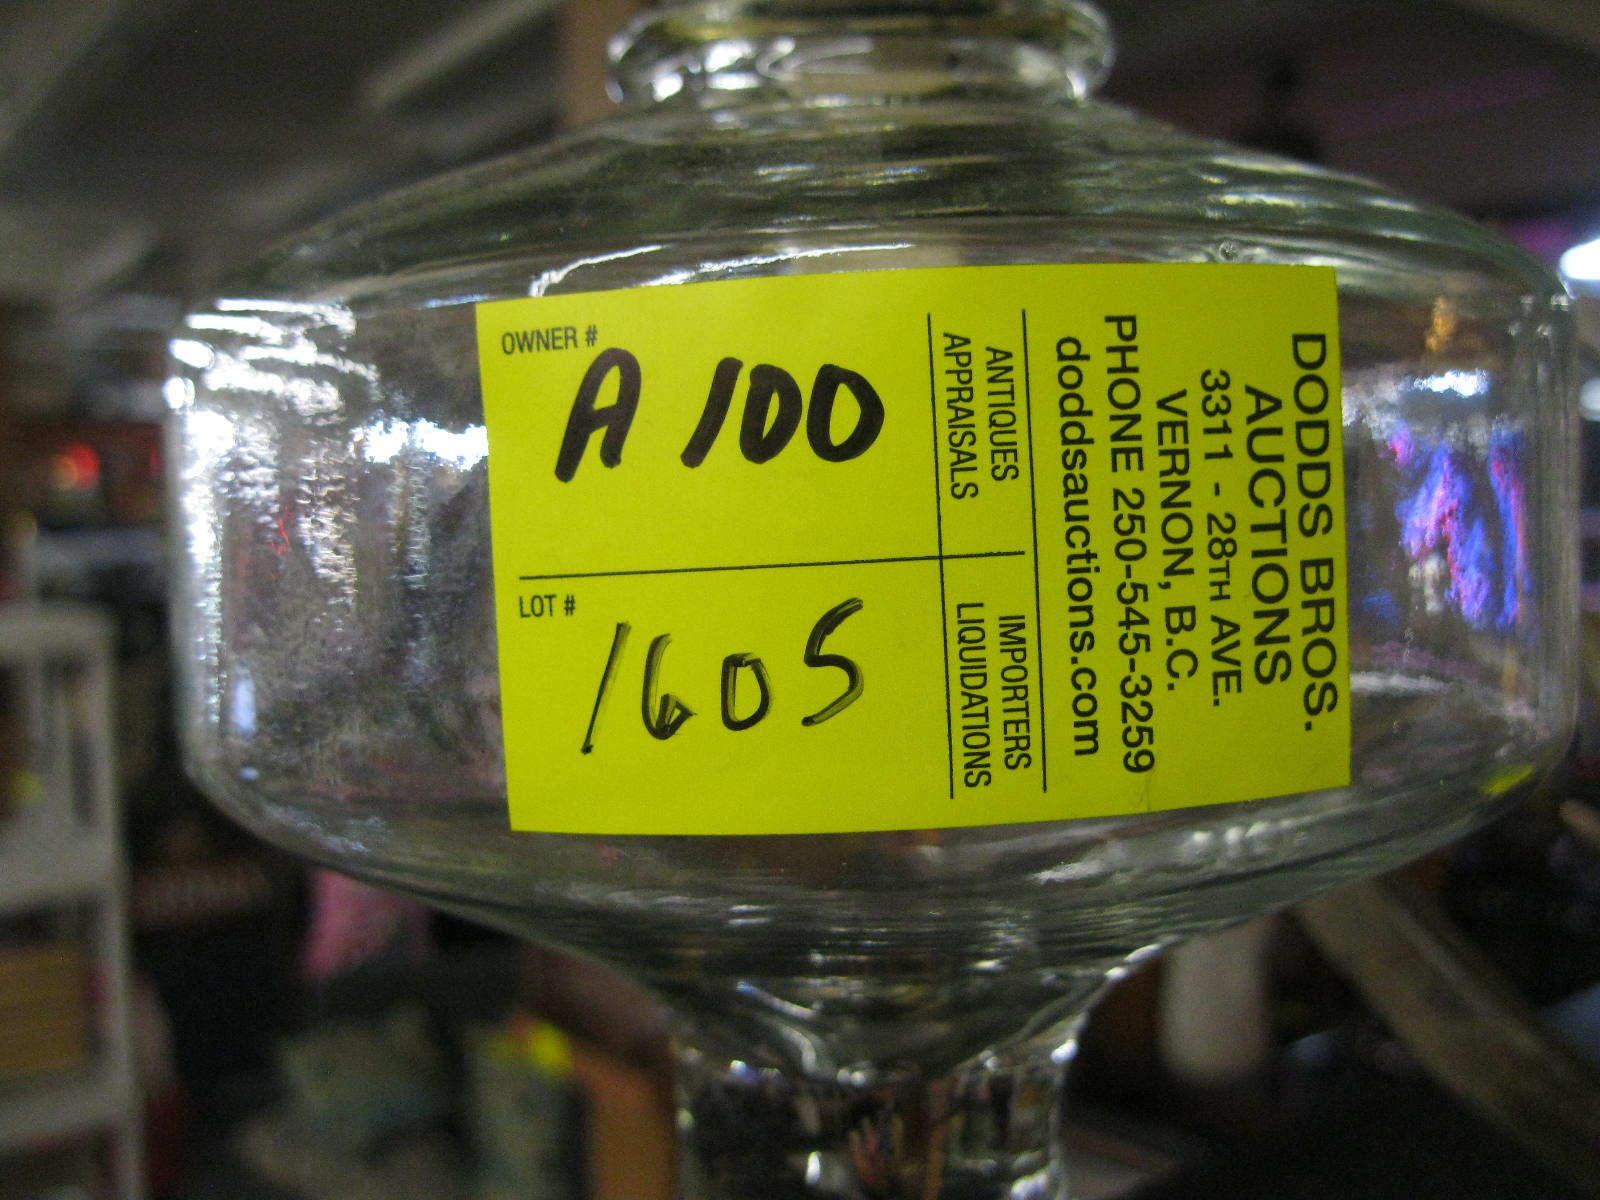 OWNER #
A 100
LOT #
1605
DODDS BROS.
AUCTIONS
3311 - 28TH AVE.
VERNON, B.C.
PHONE 250-545-3259
doddsauctions.com
ANTIQUES
APPRAISALS
IMPORTERS
LIQUIDATIONS